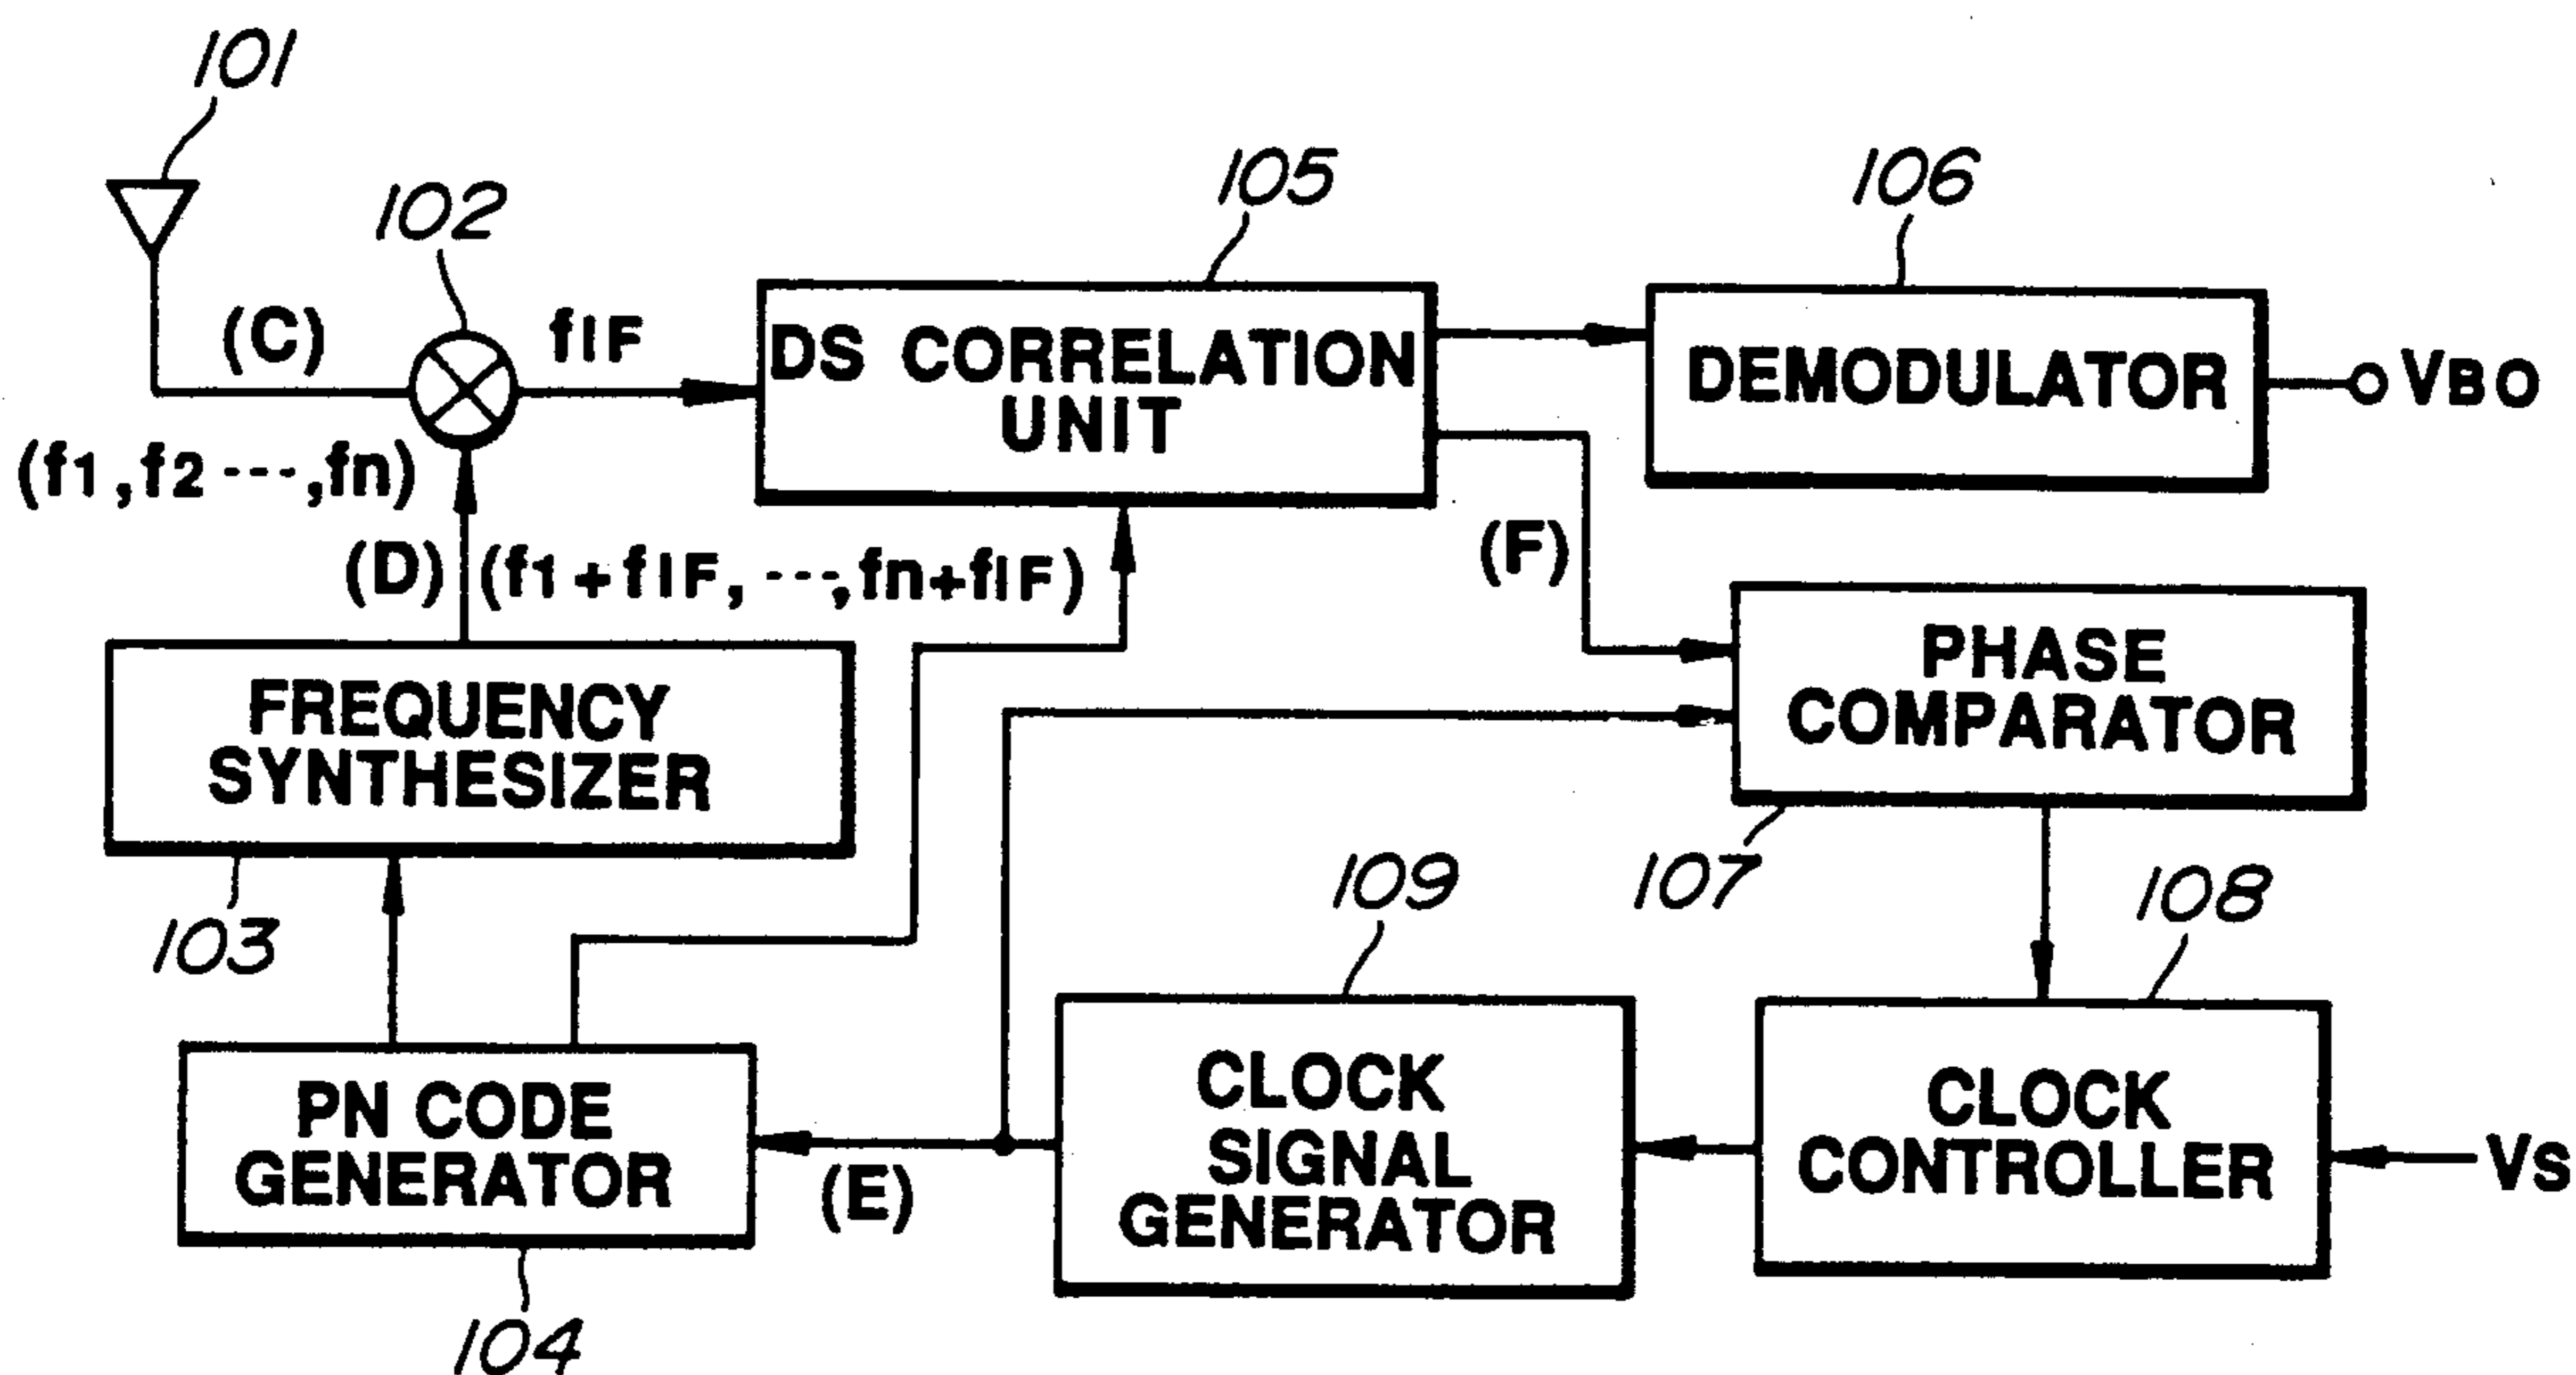 101
102
105
106
(C)
fIF
DS CORRELATION
UNIT
DEMODULATOR
VBO
(f1,f2---,fn)
(D)
(f1+fIF, ---,fn+fIF)
(F)
FREQUENCY
SYNTHESIZER
PHASE
COMPARATOR
103
109
107
108
PN CODE
GENERATOR
(E)
CLOCK
SIGNAL
GENERATOR
CLOCK
CONTROLLER
VS
104